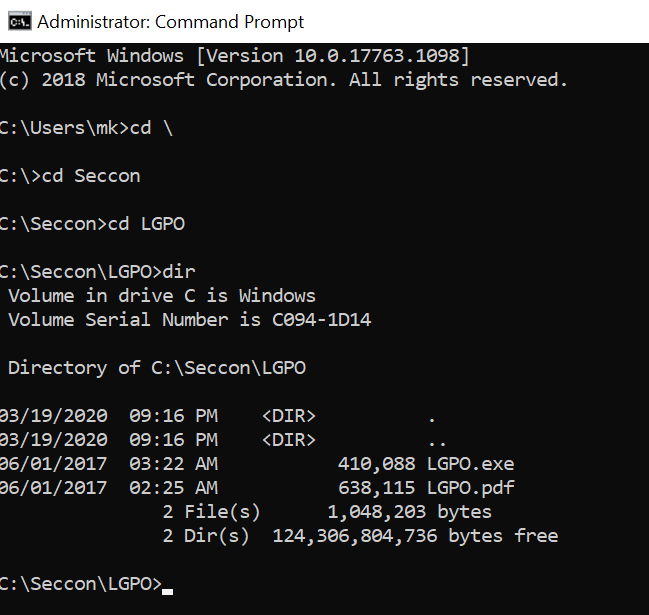 Administrator: Command Prompt
Microsoft Windows [Version 10.0.17763.1098]
(c) 2018 Microsoft Corporation. All rights reserved.
C:\Users\mk>cd \
C:\>cd Seccon
C:\Seccon>cd LGPO
C:\Seccon\LGPO>dir
Volume in drive C is Windows
Volume Serial Number is C094-1D14
Directory of C:\Seccon\LGPO
03/19/2020  09:16 PM    <DIR>          .
03/19/2020  09:16 PM    <DIR>          ..
06/01/2017  03:22 AM           410,088 LGPO.exe
06/01/2017  02:25 AM           638,115 LGPO.pdf
2 File(s)      1,048,203 bytes
2 Dir(s)  124,306,804,736 bytes free
C:\Seccon\LGPO>